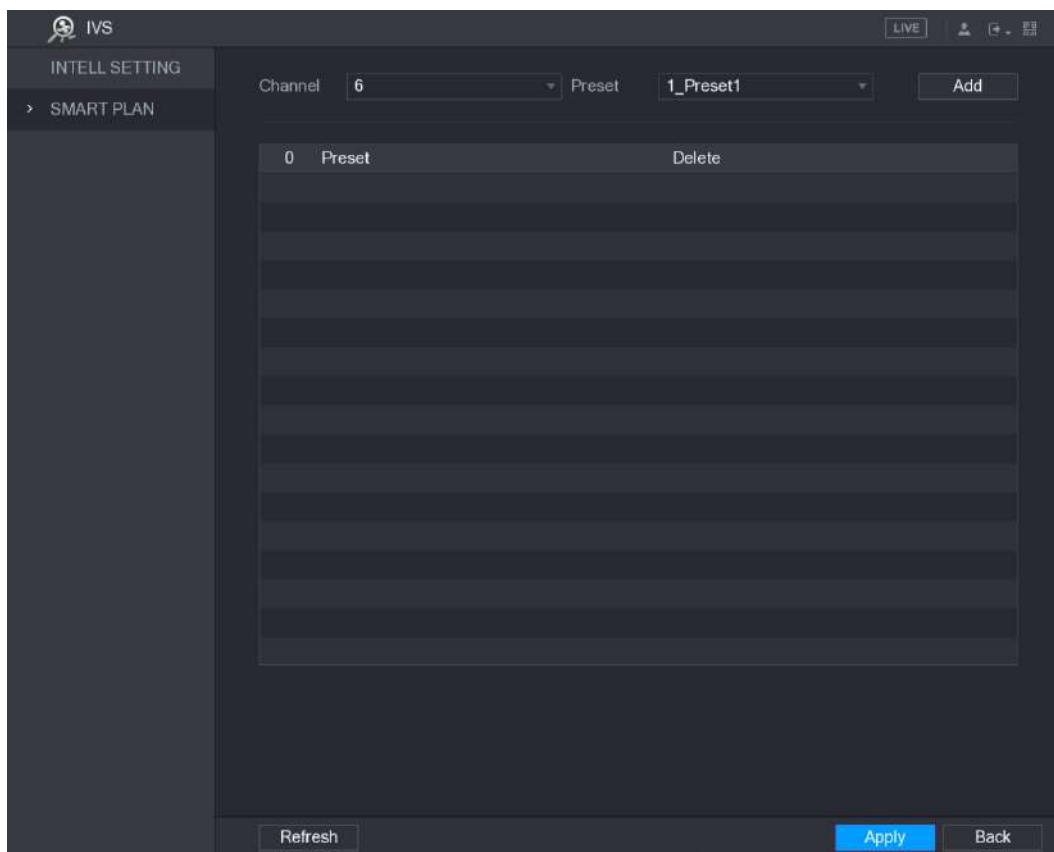 IVS LIVE
INTELL SETTING
SMART PLAN
Channel 6 Preset 1_Preset1 Add
0 Preset Delete
Refresh Apply Back